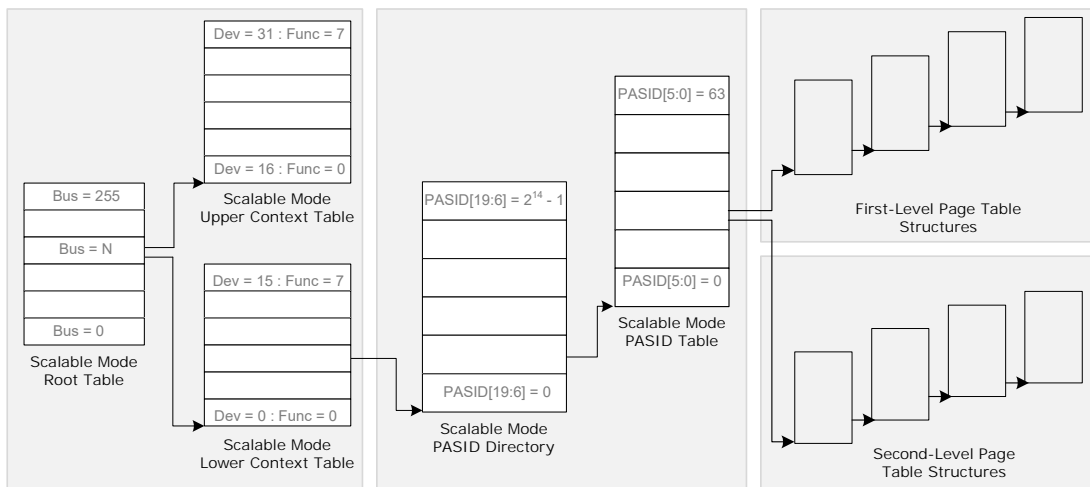 Dev = 31 : Func = 7
Dev = 16 : Func = 0
Scalable Mode
Upper Context Table
Bus = 255
Bus = N
Bus = 0
Scalable Mode
Root Table
Dev = 15 : Func = 7
Dev = 0 : Func = 0
Scalable Mode
Lower Context Table
PASID[19:6] = 2¹⁴ - 1
PASID[19:6] = 0
Scalable Mode
PASID Directory
PASID[5:0] = 63
PASID[5:0] = 0
Scalable Mode
PASID Table
First-Level Page Table
Structures
Second-Level Page
Table Structures